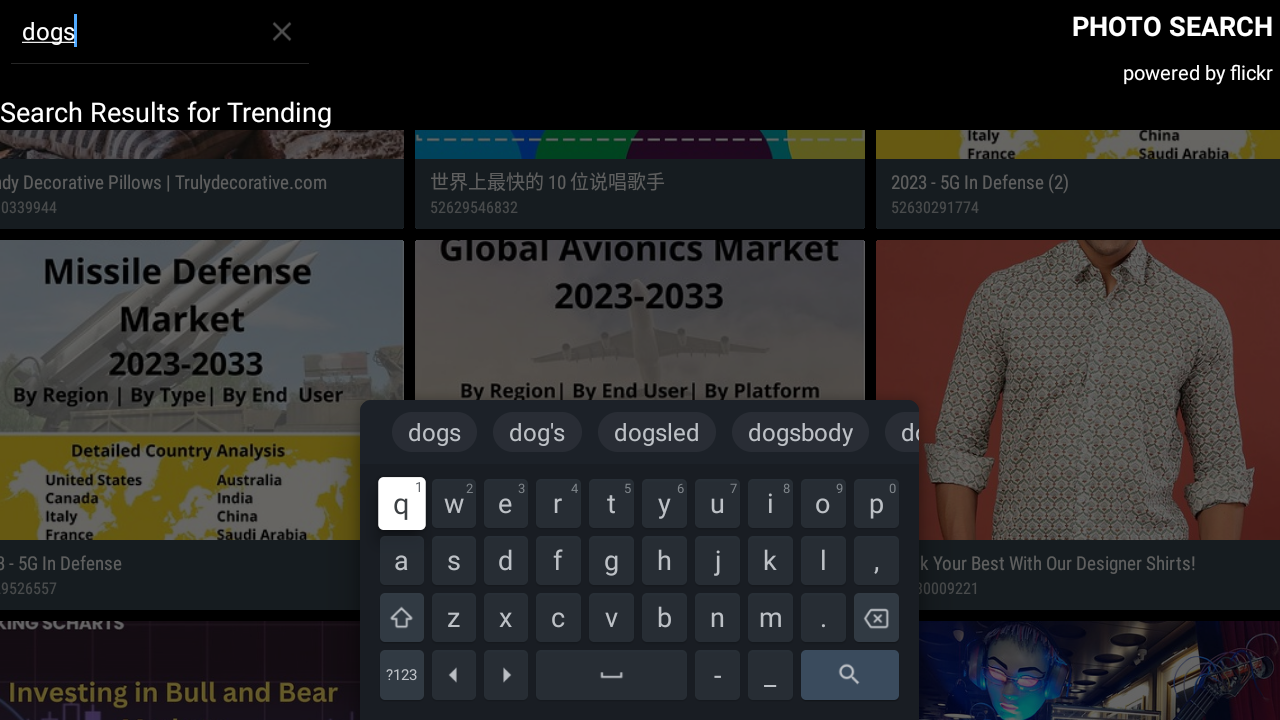 dogs
PHOTO SEARCH
powered by flickr
Search Results for Trending
Decorative Pillows | Trulydecorative.com
0339944
世界上最快的 10 位说唱歌手
52629546832
Italy
France
China
Saudi Arabia
2023 - 5G In Defense (2)
52630291774
Missile Defense
Market
2023-2033
By Region | By Type| By End User
Detailed Country Analysis
United States
Canada
Italy
France
Australia
India
China
Saudi Arabia
3 - 5G In Defense
9526557
Global Avionics Market
2023-2033
By Region| By End User| By Platform
k Your Best With Our Designer Shirts!
30009221
KING SCHARTS
Investing in Bull and Bear
dogs dog's dogsled dogsbody do
q 1 w 2 e 3 r 4 t 5 y 6 u 7 i 8 o 9 p 0
a s d f g h j k l ,
z x c v b n m .
?123 - _